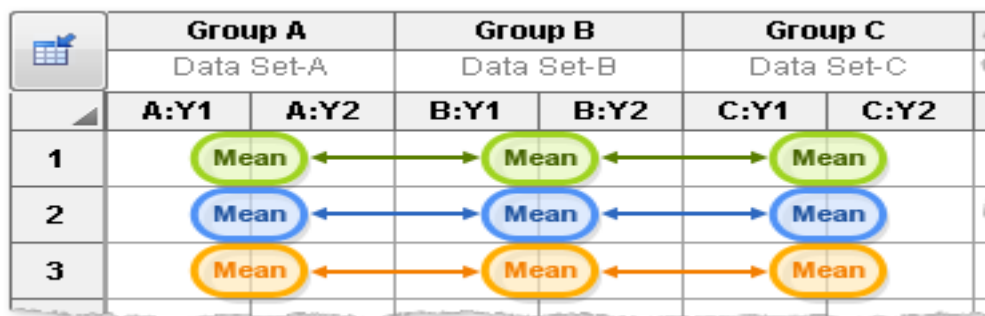 Group A Group B Group C
Data Set-A Data Set-B Data Set-C
A:Y1 A:Y2 B:Y1 B:Y2 C:Y1 C:Y2
1 Mean Mean Mean
2 Mean Mean Mean
3 Mean Mean Mean